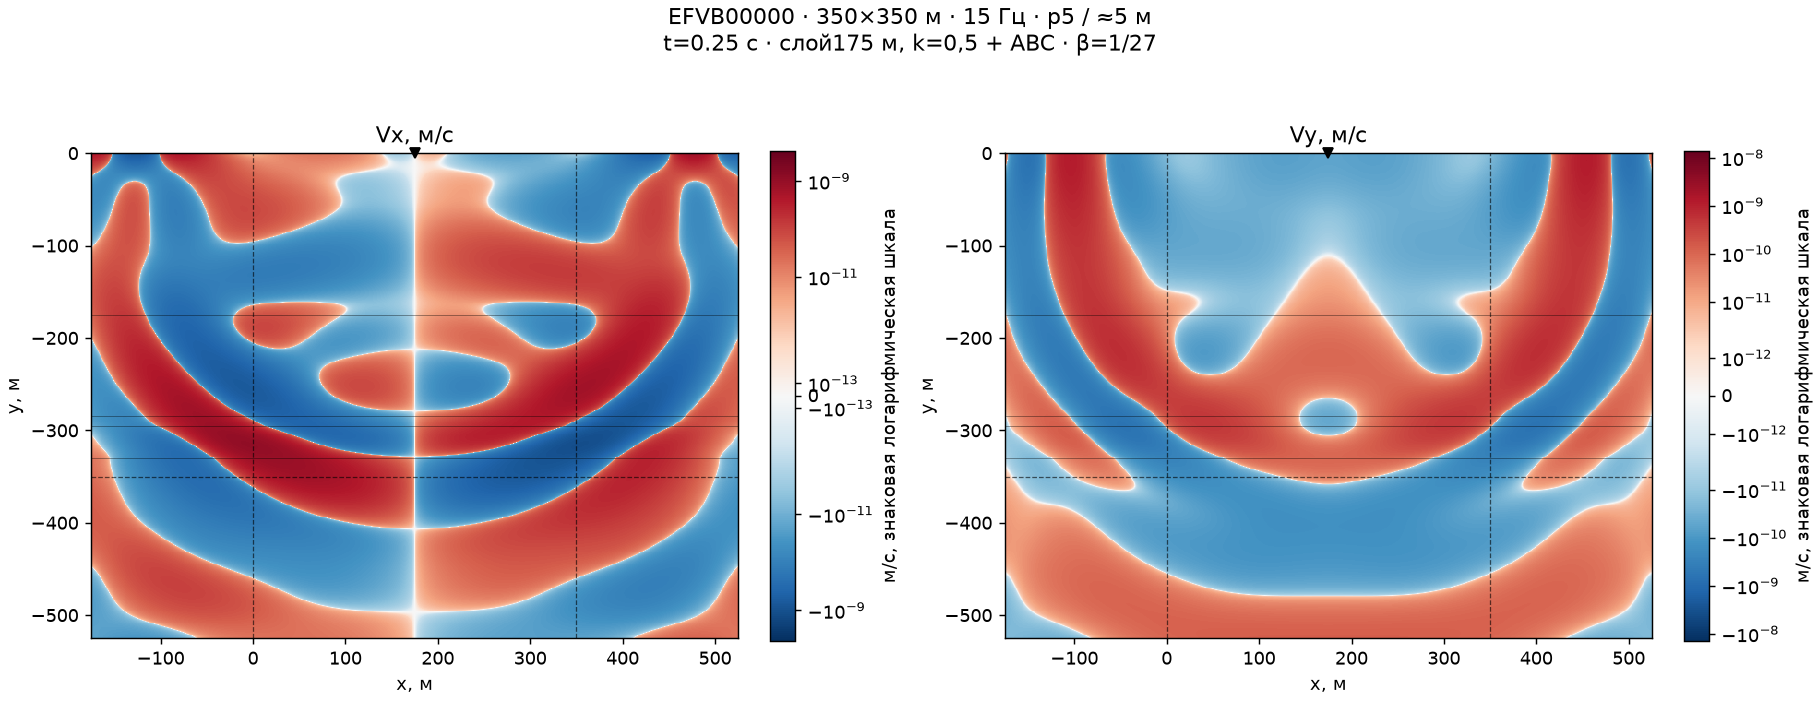 EFVB00000 · 350×350 м · 15 Гц · p5 / ≈5 м
t=0.25 с · слой175 м, k=0,5 + ABC · β=1/27
Vx, м/с
0
−100
−200
−300
−400
−500
y, м
−100 0 100 200 300 400 500
x, м
10⁻⁹
10⁻¹¹
10⁻¹³
0
−10⁻¹³
−10⁻¹¹
−10⁻⁹
м/с, знаковая логарифмическая шкала
Vy, м/с
0
−100
−200
−300
−400
−500
y, м
−100 0 100 200 300 400 500
x, м
10⁻⁸
10⁻⁹
10⁻¹⁰
10⁻¹¹
10⁻¹²
0
−10⁻¹²
−10⁻¹¹
−10⁻¹⁰
−10⁻⁹
−10⁻⁸
м/с, знаковая логарифмическая шкала